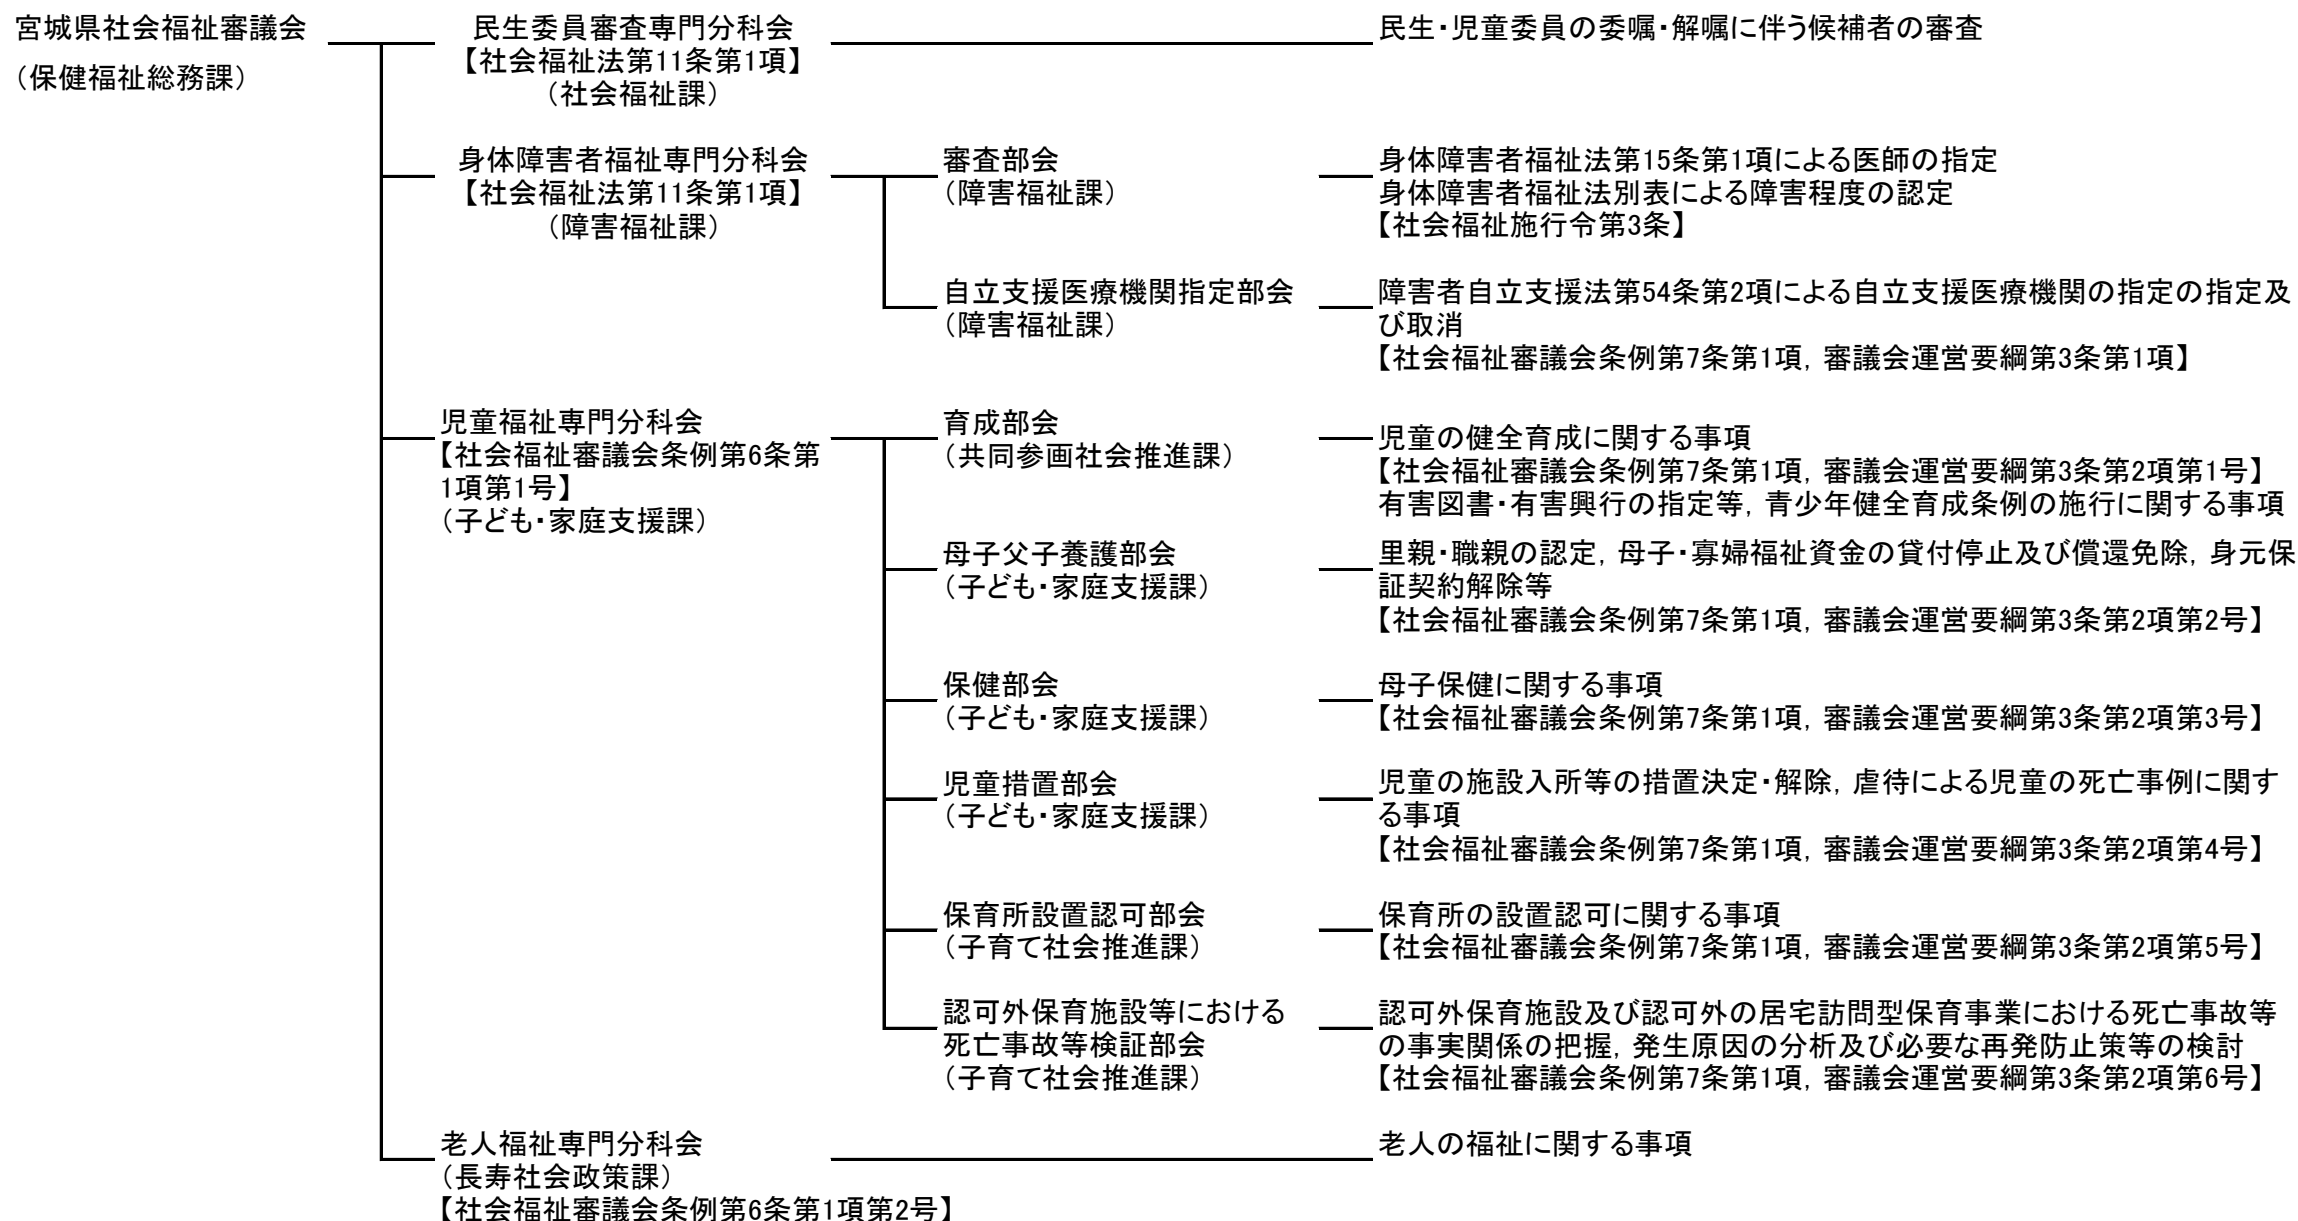 宮城県社会福祉審議会
（保健福祉総務課）
民生委員審査専門分科会
【社会福祉法第11条第1項】
（社会福祉課）
民生・児童委員の委嘱・解嘱に伴う候補者の審査
身体障害者福祉専門分科会
【社会福祉法第11条第1項】
（障害福祉課）
審査部会
（障害福祉課）
身体障害者福祉法第15条第1項による医師の指定
身体障害者福祉法別表による障害程度の認定
【社会福祉施行令第3条】
自立支援医療機関指定部会
（障害福祉課）
障害者自立支援法第54条第2項による自立支援医療機関の指定の指定及
び取消
【社会福祉審議会条例第7条第1項，審議会運営要綱第3条第1項】
児童福祉専門分科会
【社会福祉審議会条例第6条第
1項第1号】
（子ども・家庭支援課）
育成部会
（共同参画社会推進課）
児童の健全育成に関する事項
【社会福祉審議会条例第7条第1項，審議会運営要綱第3条第2項第1号】
有害図書・有害興行の指定等，青少年健全育成条例の施行に関する事項
母子父子養護部会
（子ども・家庭支援課）
里親・職親の認定，母子・寡婦福祉資金の貸付停止及び償還免除，身元保
証契約解除等
【社会福祉審議会条例第7条第1項，審議会運営要綱第3条第2項第2号】
保健部会
（子ども・家庭支援課）
母子保健に関する事項
【社会福祉審議会条例第7条第1項，審議会運営要綱第3条第2項第3号】
児童措置部会
（子ども・家庭支援課）
児童の施設入所等の措置決定・解除，虐待による児童の死亡事例に関す
る事項
【社会福祉審議会条例第7条第1項，審議会運営要綱第3条第2項第4号】
保育所設置認可部会
（子育て社会推進課）
保育所の設置認可に関する事項
【社会福祉審議会条例第7条第1項，審議会運営要綱第3条第2項第5号】
認可外保育施設等における
死亡事故等検証部会
（子育て社会推進課）
認可外保育施設及び認可外の居宅訪問型保育事業における死亡事故等
の事実関係の把握，発生原因の分析及び必要な再発防止策等の検討
【社会福祉審議会条例第7条第1項，審議会運営要綱第3条第2項第6号】
老人福祉専門分科会
（長寿社会政策課）
【社会福祉審議会条例第6条第1項第2号】
老人の福祉に関する事項